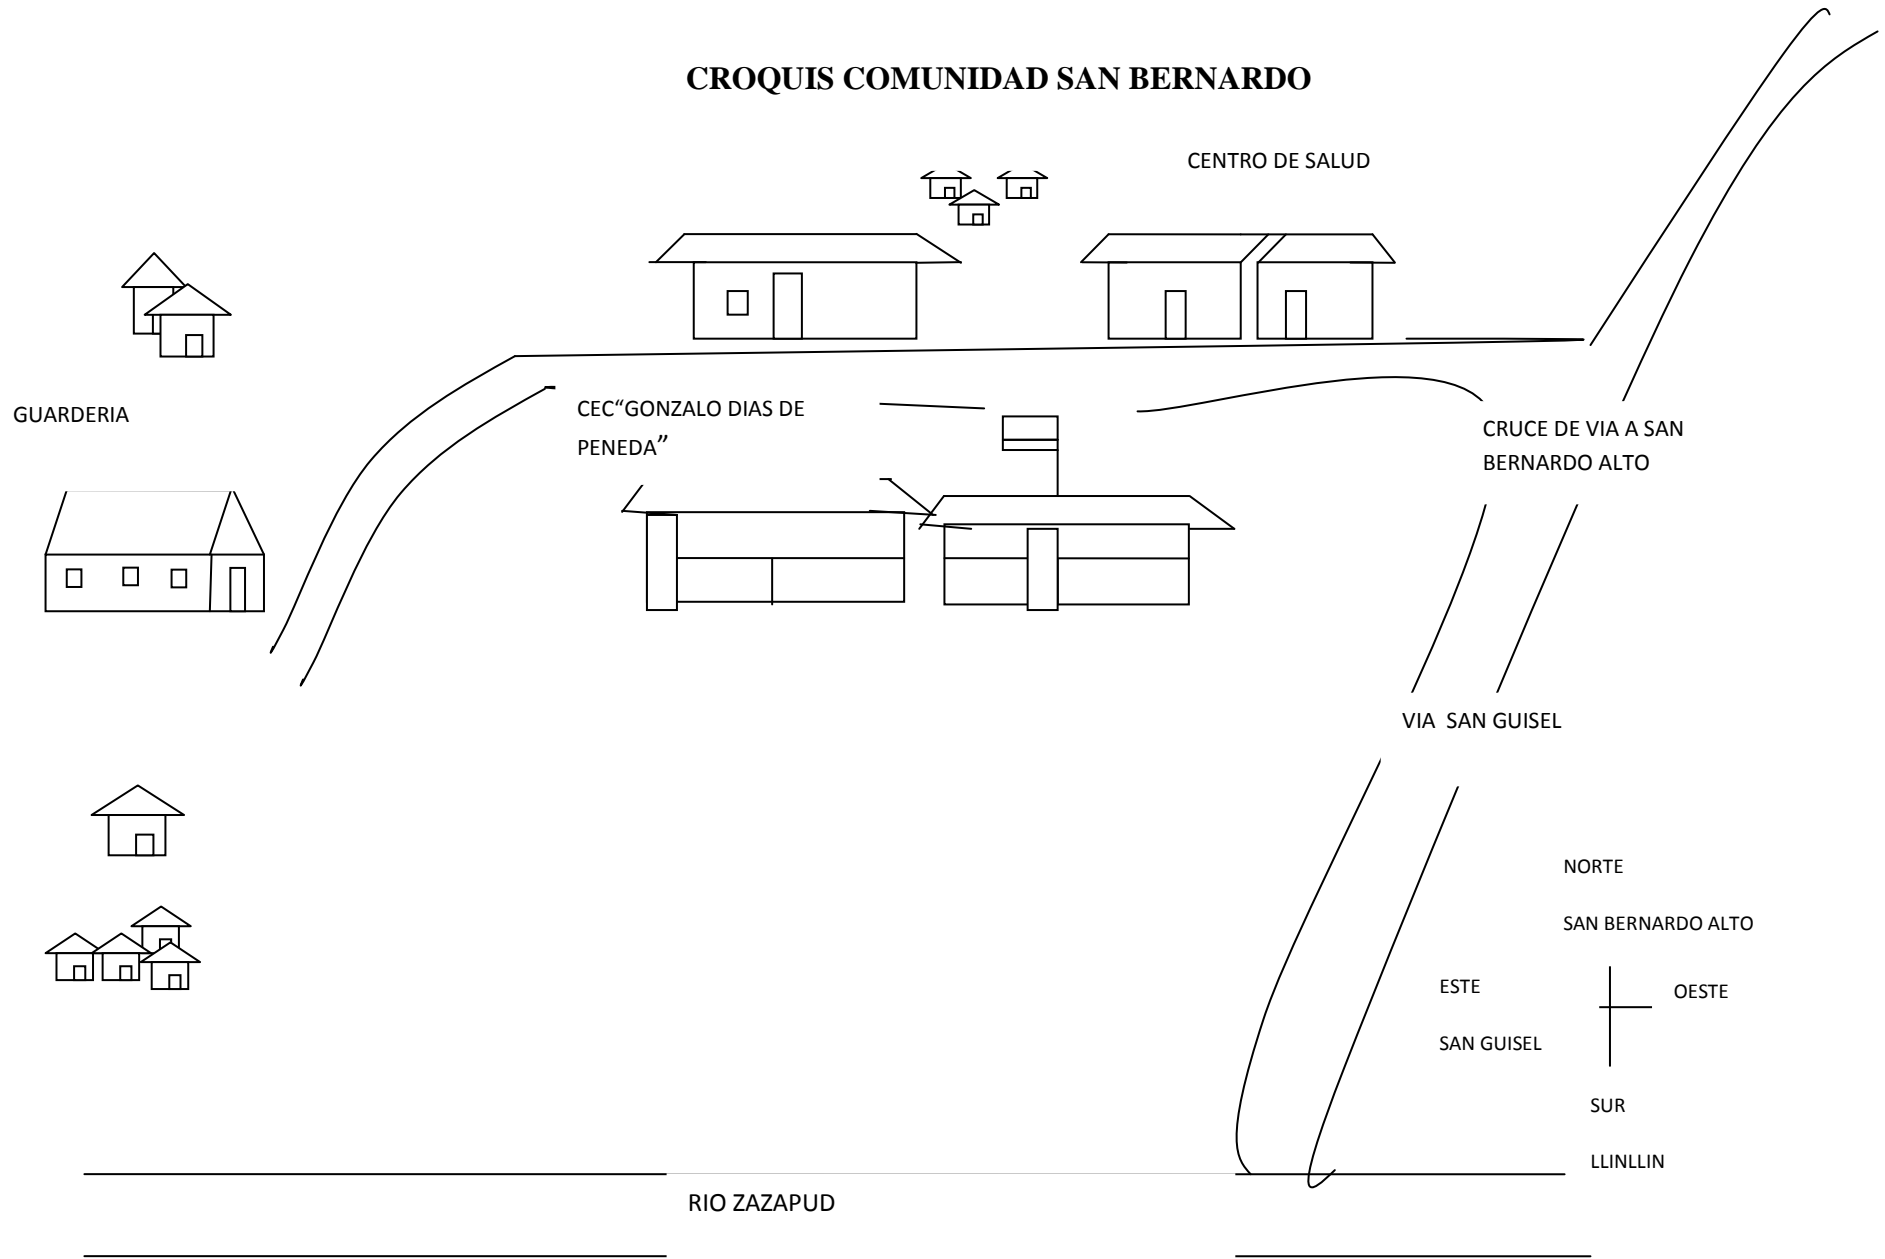 CROQUIS COMUNIDAD SAN BERNARDO
CENTRO DE SALUD
GUARDERIA
CEC“GONZALO DIAS DE
PENEDA”
CRUCE DE VIA A SAN
BERNARDO ALTO
VIA  SAN GUISEL
NORTE
SAN BERNARDO ALTO
ESTE
OESTE
SAN GUISEL
SUR
LLINLLIN
RIO ZAZAPUD